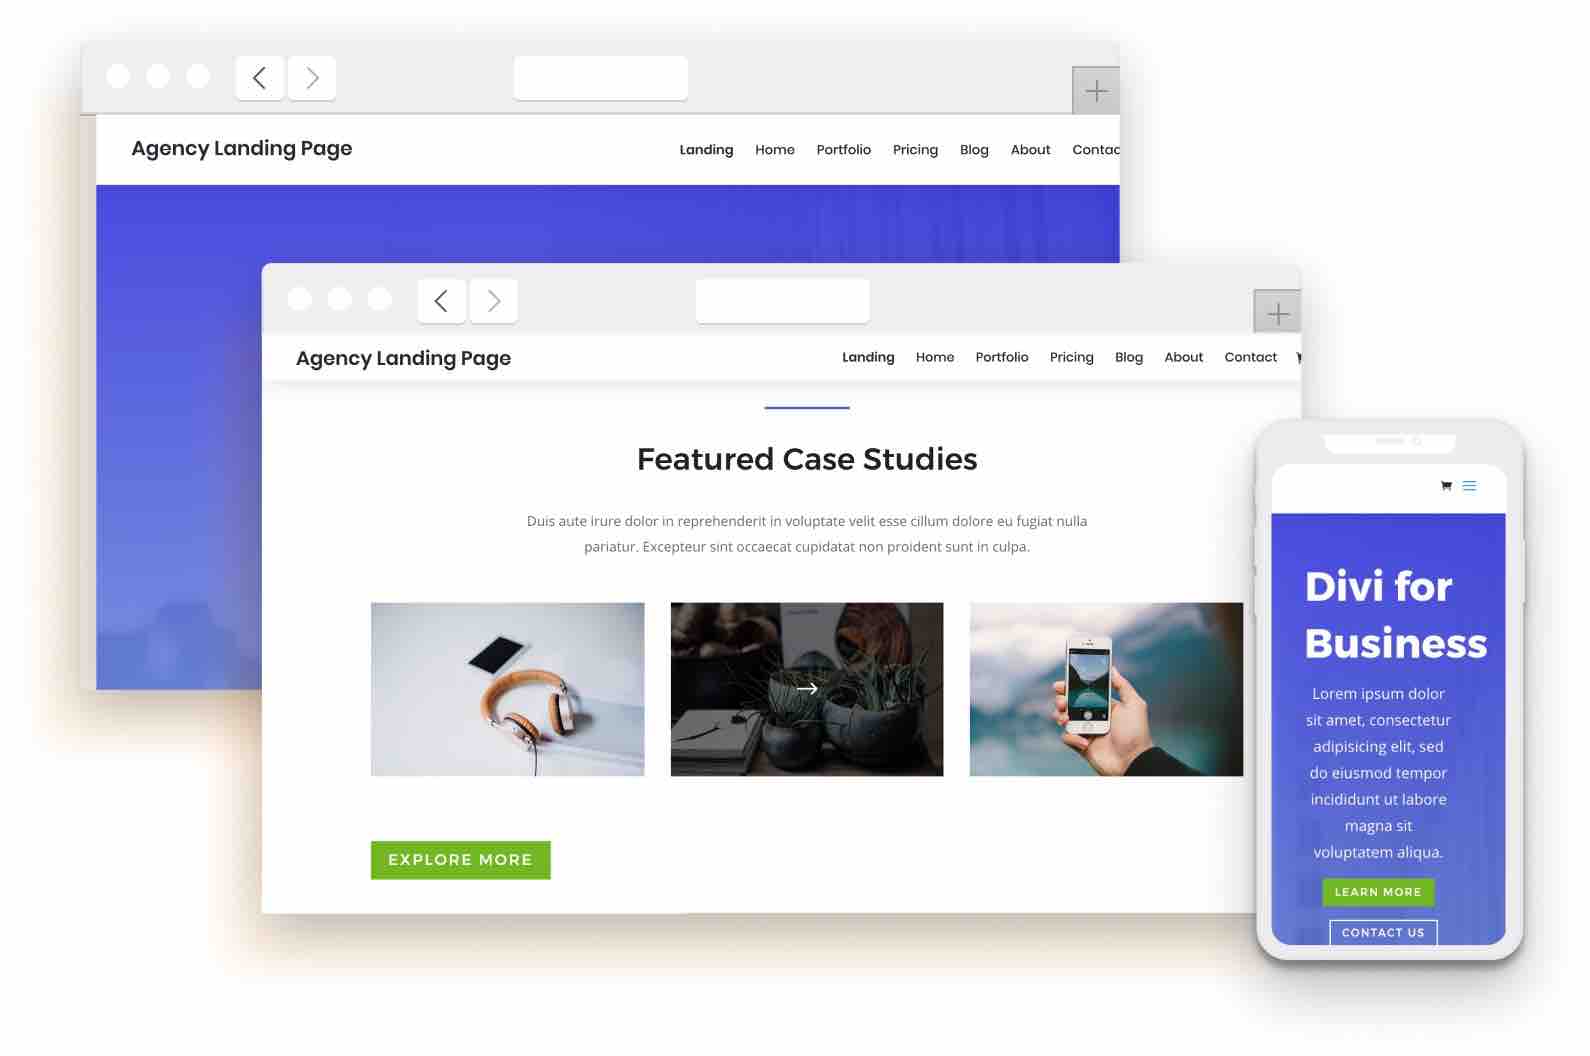 Agency Landing Page
Landing Home Portfolio Pricing Blog About Contac
Agency Landing Page
Landing Home Portfolio Pricing Blog About Contact
Featured Case Studies
Duis aute irure dolor in reprehenderit in voluptate velit esse cillum dolore eu fugiat nulla
pariatur. Excepteur sint occaecat cupidatat non proident sunt in culpa.
EXPLORE MORE
Divi for
Business
Lorem ipsum dolor
sit amet, consectetur
adipisicing elit, sed
do eiusmod tempor
incididunt ut labore
magna sit
voluptatem aliqua.
LEARN MORE
CONTACT US